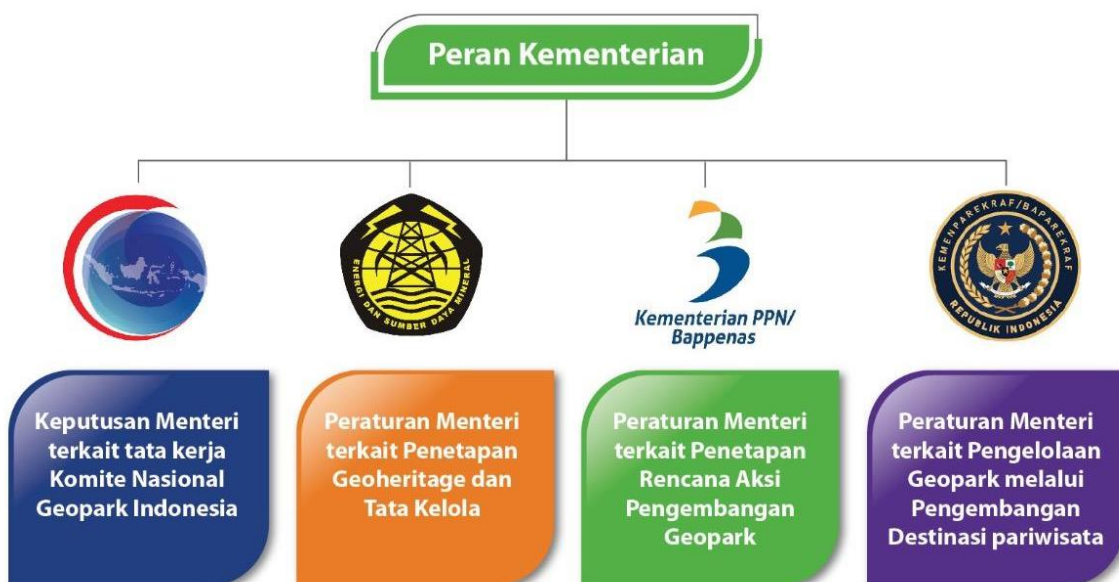 Peran Kementerian
ENERGI DAN SUMBER DAYA MINERAL
Kementerian PPN/
Bappenas
KEMENPAREKRAF/BAPAREKRAF
REPUBLIK INDONESIA
Keputusan Menteri
terkait tata kerja
Komite Nasional
Geopark Indonesia
Peraturan Menteri
terkait Penetapan
Geoheritage dan
Tata Kelola
Peraturan Menteri
terkait Penetapan
Rencana Aksi
Pengembangan
Geopark
Peraturan Menteri
terkait Pengelolaan
Geopark melalui
Pengembangan
Destinasi pariwisata